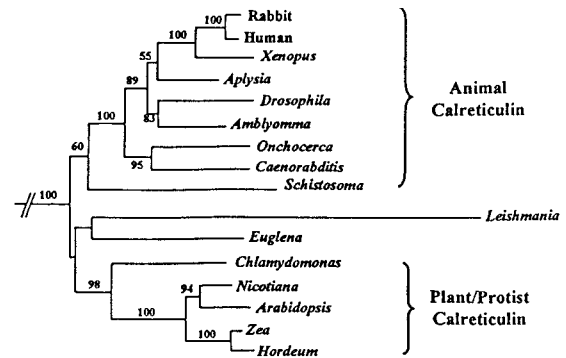 100
Rabbit
Human
100
Xenopus
55
Aplysia
89
Drosophila
83
Amblyomma
100
Onchocerca
95
Caenorabditis
60
Schistosoma
Animal
Calreticulin
100
Leishmania
Euglena
Chlamydomonas
98
Nicotiana
94
Arabidopsis
100
Zea
100
Hordeum
Plant/Protist
Calreticulin